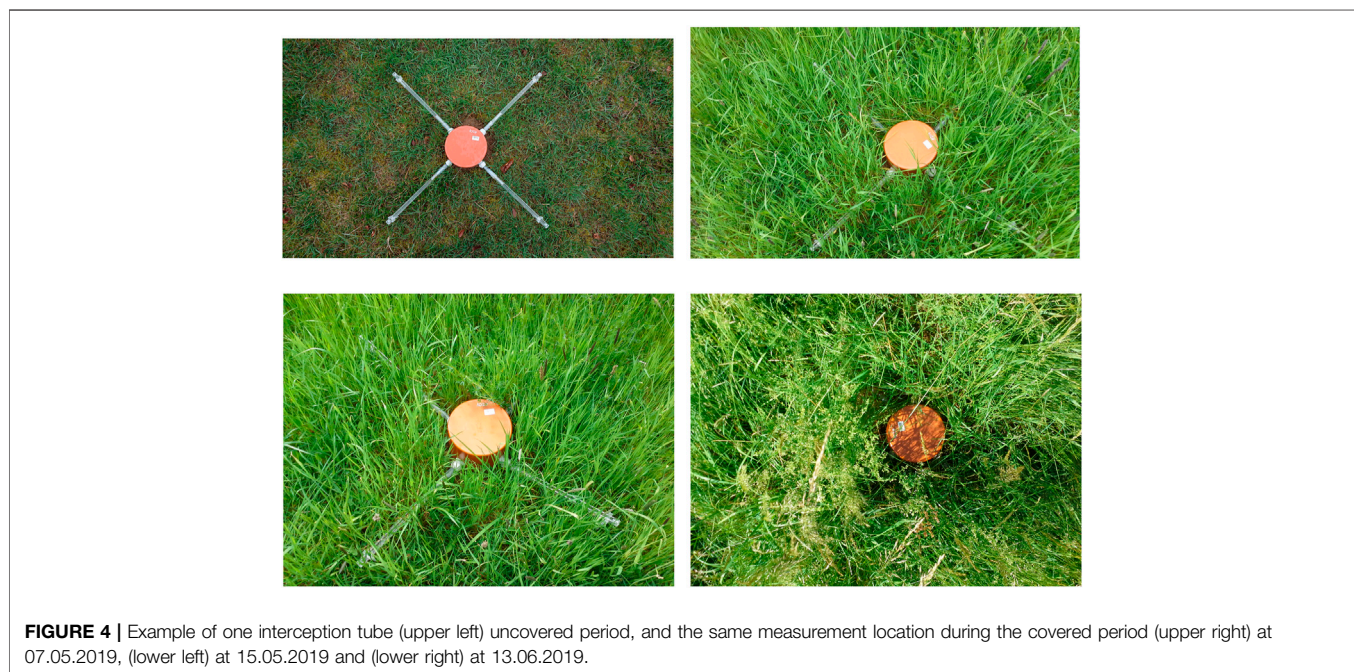 FIGURE 4 | Example of one interception tube (upper left) uncovered period, and the same measurement location during the covered period (upper right) at
07.05.2019, (lower left) at 15.05.2019 and (lower right) at 13.06.2019.